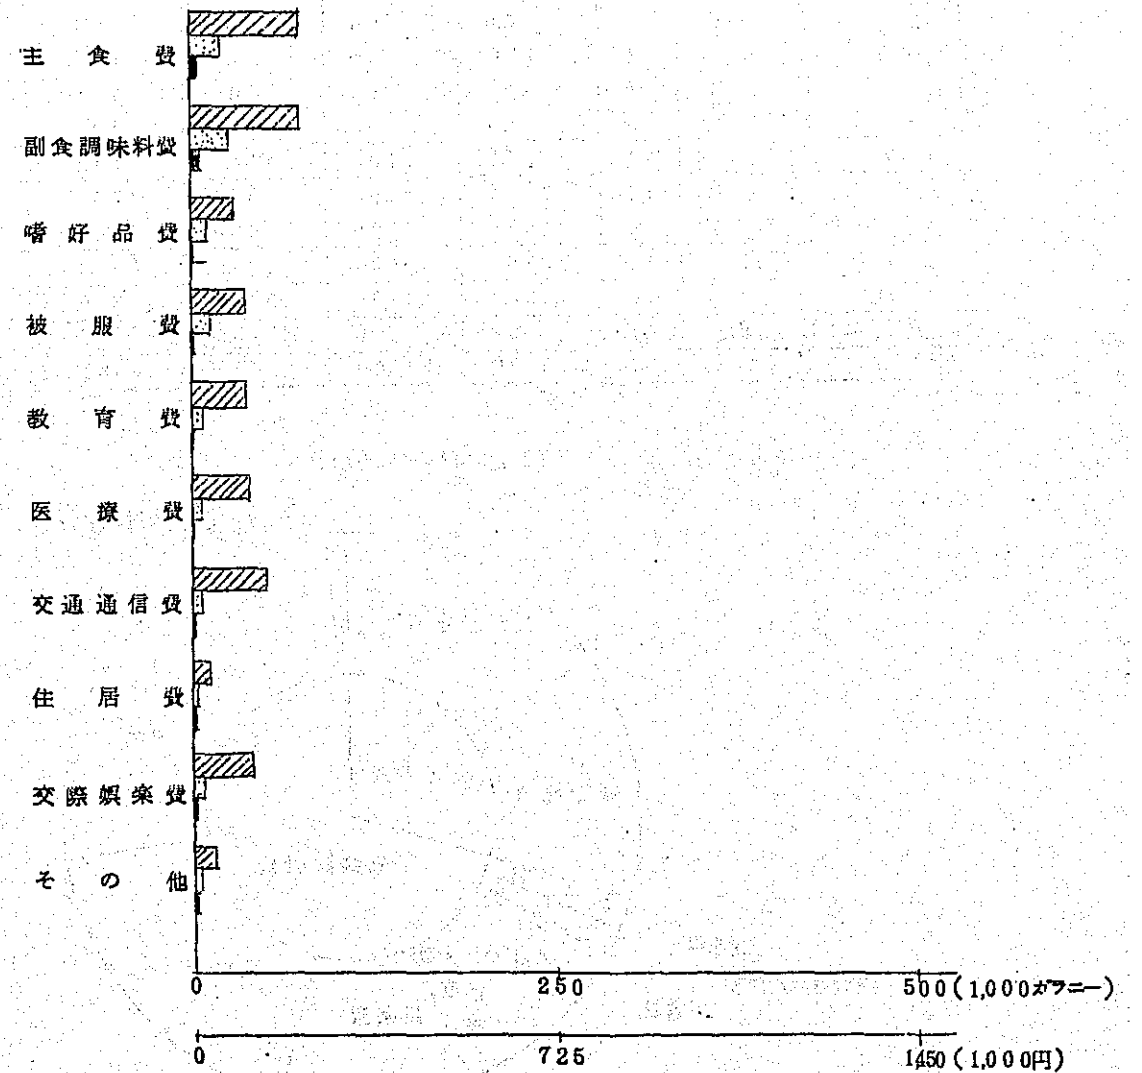 主食費
副食調味料費
嗜好品費
被服費
教育費
医療費
交通通信費
住居費
交際娯楽費
その他
0 250 500(1,000ガラニー)
0 725 1450(1,000円)